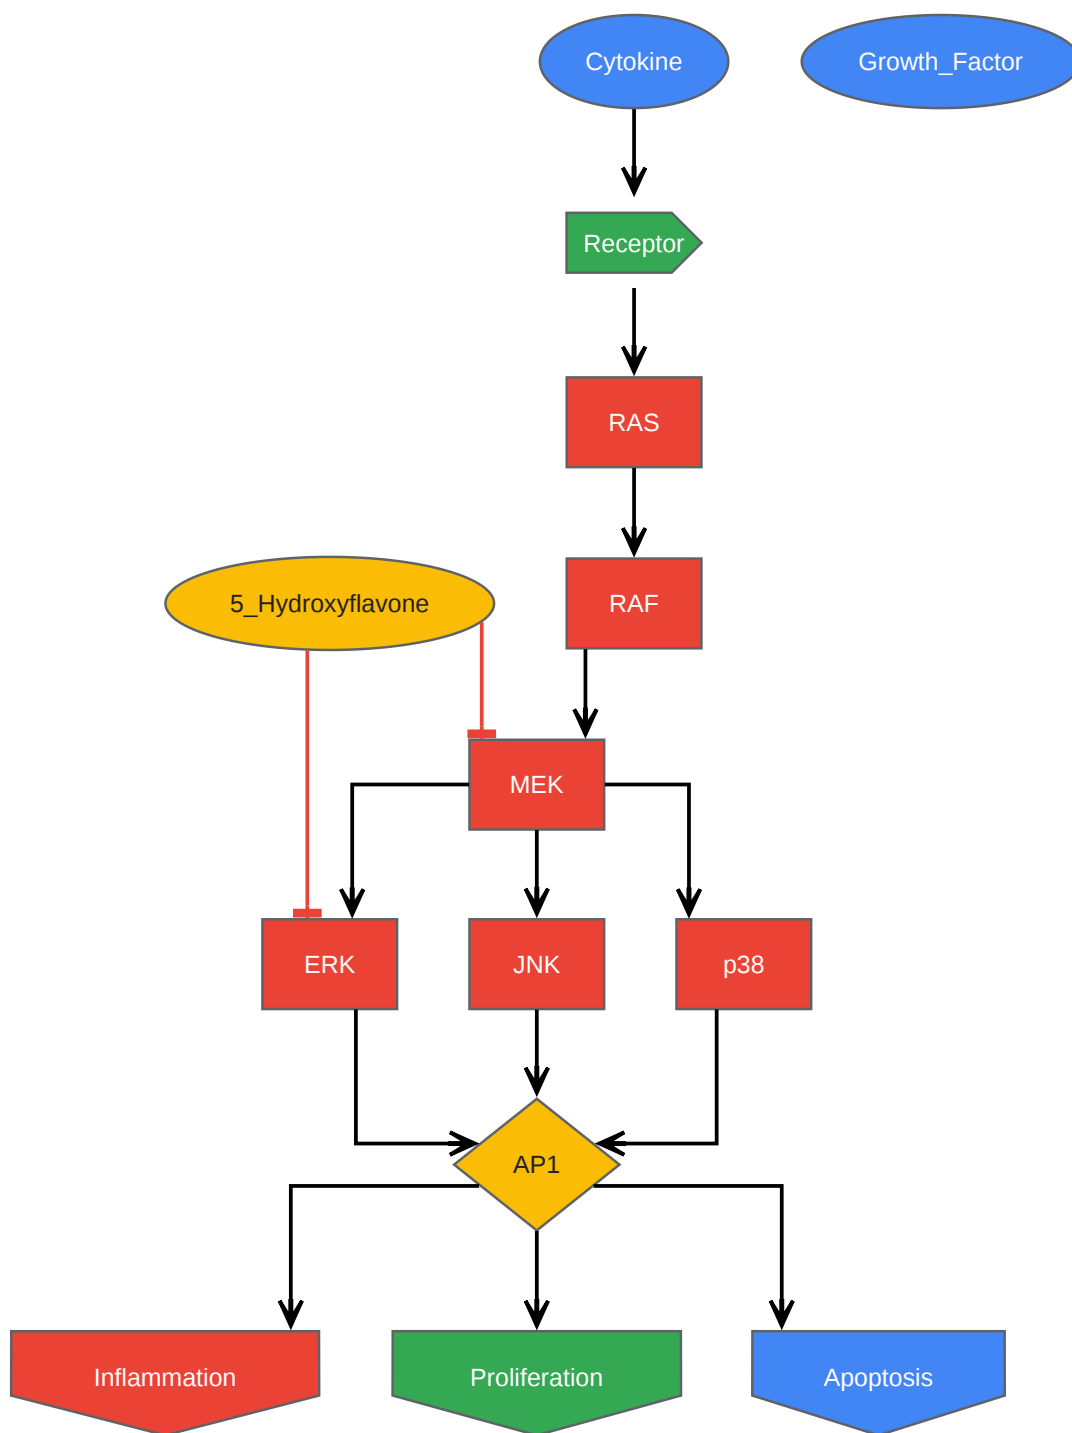 Cytokine
Growth_Factor
Receptor
RAS
RAF
5_Hydroxyflavone
MEK
ERK
JNK
p38
AP1
Inflammation
Proliferation
Apoptosis